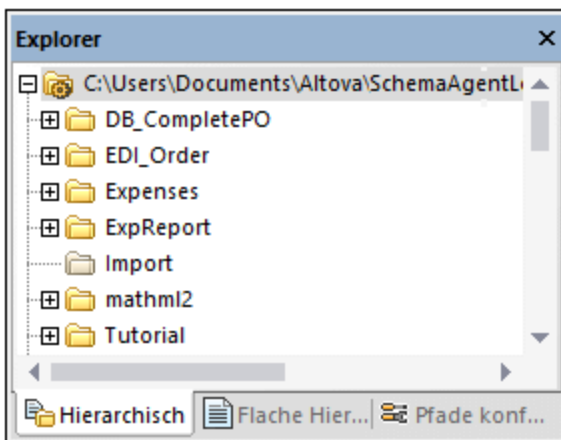 Explorer
C:\Users\Documents\Altova\SchemaAgentL
DB_CompletePO
EDI_Order
Expenses
ExpReport
Import
mathml2
Tutorial
Hierarchisch Flache Hier... Pfade konf...